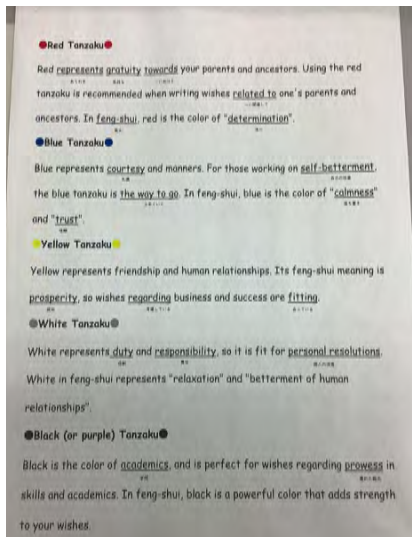 ●Red Tanzaku●
Red represents gratuity towards your parents and ancestors. Using the red
tanzaku is recommended when writing wishes related to one's parents and
ancestors. In feng-shui, red is the color of "determination".
●Blue Tanzaku●
Blue represents courtesy and manners. For those working on self-betterment,
the blue tanzaku is the way to go. In feng-shui, blue is the color of "calmness"
and "trust".
●Yellow Tanzaku●
Yellow represents friendship and human relationships. Its feng-shui meaning is
prosperity, so wishes regarding business and success are fitting.
●White Tanzaku●
White represents duty and responsibility, so it is fit for personal resolutions.
White in feng-shui represents "relaxation" and "betterment of human
relationships".
●Black (or purple) Tanzaku●
Black is the color of academics, and is perfect for wishes regarding prowess in
skills and academics. In feng-shui, black is a powerful color that adds strength
to your wishes.